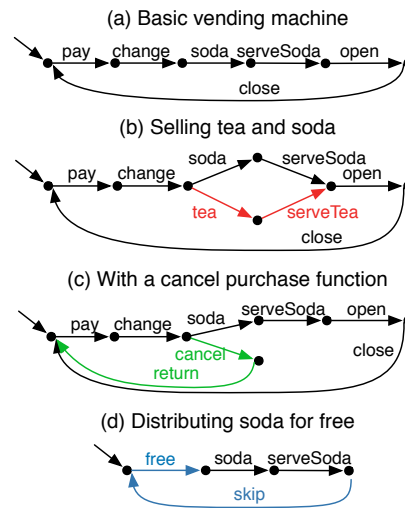 (a) Basic vending machine
pay change soda serveSoda open
close
(b) Selling tea and soda
soda serveSoda
pay change open
tea serveTea
close
(c) With a cancel purchase function
serveSoda open
soda
pay change
cancel
close
return
(d) Distributing soda for free
free soda serveSoda
skip